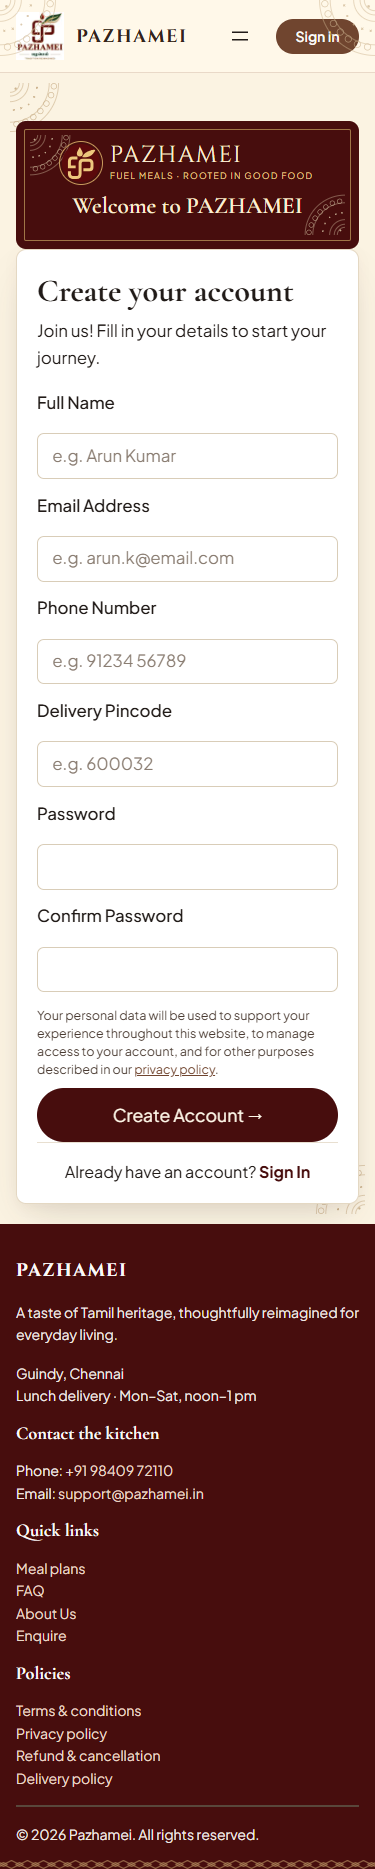 PAZHAMEI
PAZHAMEI
Sign in
PAZHAMEI
FUEL MEALS · ROOTED IN GOOD FOOD
Welcome to PAZHAMEI
Create your account
Join us! Fill in your details to start your
journey.
Full Name
e.g. Arun Kumar
Email Address
e.g. arun.k@email.com
Phone Number
e.g. 91234 56789
Delivery Pincode
e.g. 600032
Password
Confirm Password
Your personal data will be used to support your
experience throughout this website, to manage
access to your account, and for other purposes
described in our privacy policy.
Create Account →
Already have an account? Sign In
PAZHAMEI
A taste of Tamil heritage, thoughtfully reimagined for
everyday living.
Guindy, Chennai
Lunch delivery · Mon–Sat, noon–1 pm
Contact the kitchen
Phone: +91 98409 72110
Email: support@pazhamei.in
Quick links
Meal plans
FAQ
About Us
Enquire
Policies
Terms & conditions
Privacy policy
Refund & cancellation
Delivery policy
© 2026 Pazhamei. All rights reserved.